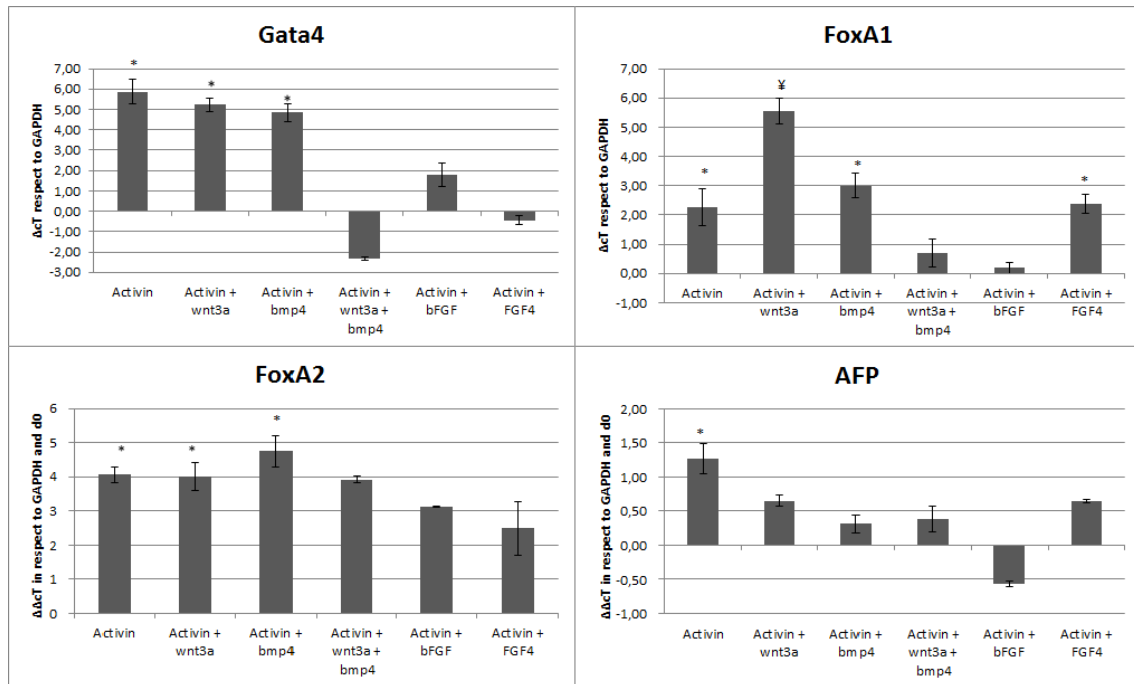 Gata4
ΔcT respect to GAPDH
7,00
6,00
5,00
4,00
3,00
2,00
1,00
0,00
-1,00
-2,00
-3,00
*
*
*
Activin
Activin +
wnt3a
Activin +
bmp4
Activin +
wnt3a +
bmp4
Activin +
bFGF
Activin +
FGF4
FoxA1
ΔcT respect to GAPDH
7,00
6,00
5,00
4,00
3,00
2,00
1,00
0,00
-1,00
*
¥
*
*
Activin
Activin +
wnt3a
Activin +
bmp4
Activin +
wnt3a +
bmp4
Activin +
bFGF
Activin +
FGF4
FoxA2
ΔΔcT in respect to GAPDH and d0
6
5
4
3
2
1
0
*
*
*
Activin
Activin +
wnt3a
Activin +
bmp4
Activin +
wnt3a +
bmp4
Activin +
bFGF
Activin +
FGF4
AFP
ΔΔcT in respect to GAPDH and d0
2,00
1,50
1,00
0,50
0,00
-0,50
-1,00
*
Activin
Activin +
wnt3a
Activin +
bmp4
Activin +
wnt3a +
bmp4
Activin +
bFGF
Activin +
FGF4